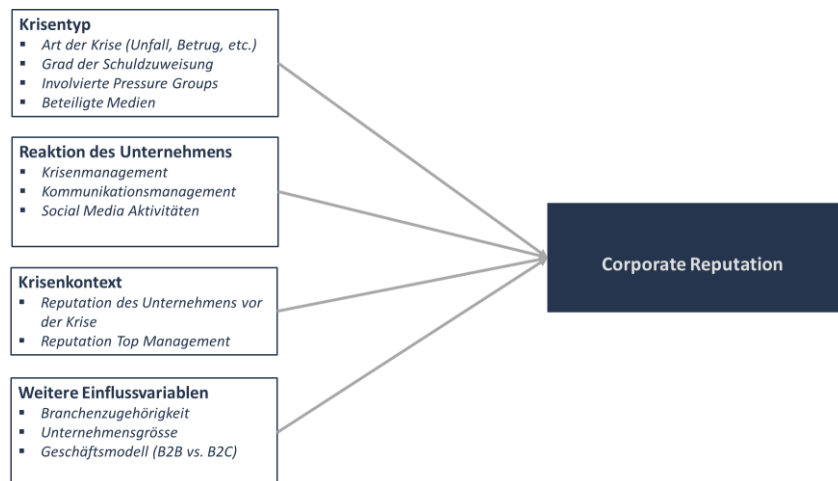 Krisentyp
▪ Art der Krise (Unfall, Betrug, etc.)
▪ Grad der Schuldzuweisung
▪ Involvierte Pressure Groups
▪ Beteiligte Medien
Reaktion des Unternehmens
▪ Krisenmanagement
▪ Kommunikationsmanagement
▪ Social Media Aktivitäten
Krisenkontext
▪ Reputation des Unternehmens vor
der Krise
▪ Reputation Top Management
Weitere Einflussvariablen
▪ Branchenzugehörigkeit
▪ Unternehmensgrösse
▪ Geschäftsmodell (B2B vs. B2C)
Corporate Reputation